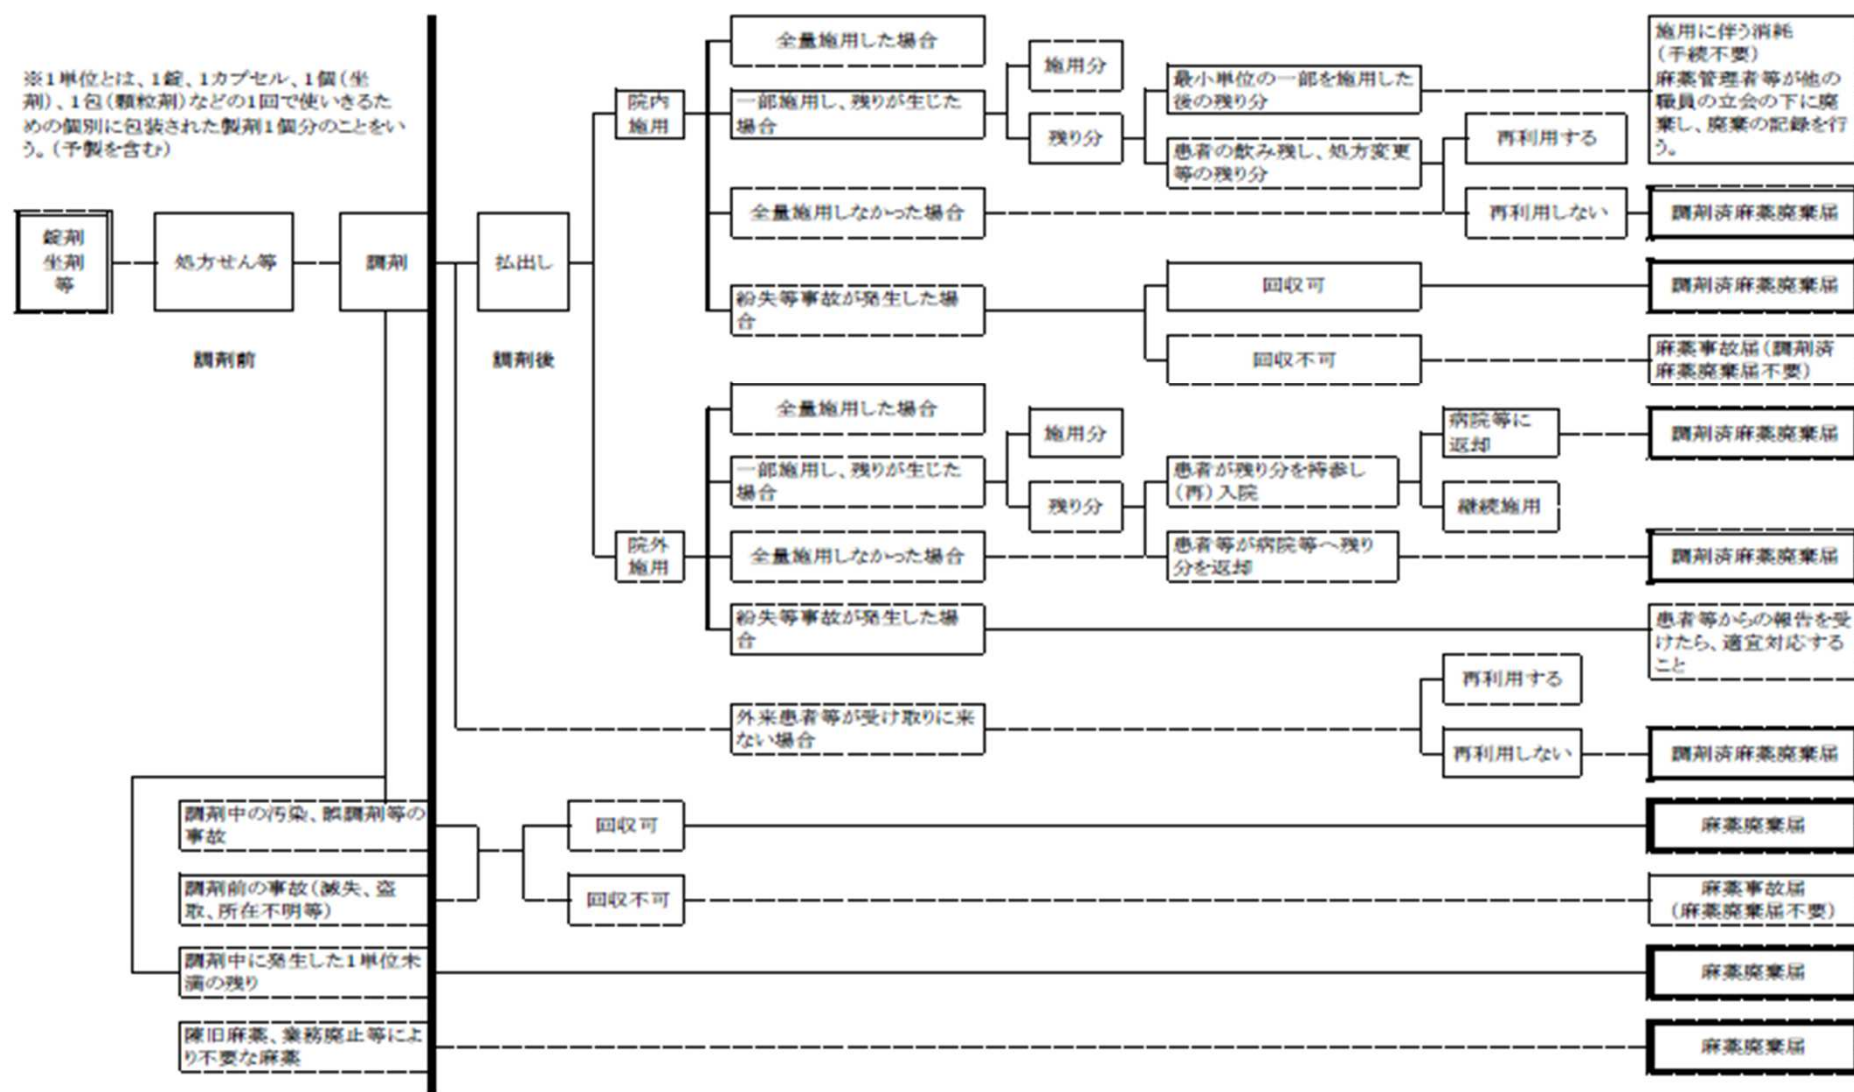 ※1単位とは、1錠、1カプセル、1個(坐
剤)、1包(顆粒剤)などの1回で使いきるた
めの個別に包装された製剤1個分のことをい
う。(予製を含む)
錠剤
坐剤
等
処方せん等
調剤
払出し
調剤前
調剤後
院内
施用
全量施用した場合
一部施用し、残りが生じた
場合
施用分
残り分
最小単位の一部を施用した
後の残り分
患者の飲み残し、処方変更
等の残り分
施用に伴う消耗
(手続不要)
麻薬管理者等が他の
職員の立会の下に廃
棄し、廃棄の記録を行
う。
再利用する
全量施用しなかった場合
再利用しない
調剤済麻薬廃棄届
紛失等事故が発生した場
合
回収可
調剤済麻薬廃棄届
回収不可
麻薬事故届(調剤済
麻薬廃棄届不要)
院外
施用
全量施用した場合
一部施用し、残りが生じた
場合
施用分
残り分
患者が残り分を持参し
(再)入院
病院等に
返却
調剤済麻薬廃棄届
継続施用
全量施用しなかった場合
患者等が病院等へ残り
分を返却
調剤済麻薬廃棄届
紛失等事故が発生した場
合
患者等からの報告を受
けたら、適宜対応する
こと
外来患者等が受け取りに来
ない場合
再利用する
再利用しない
調剤済麻薬廃棄届
調剤中の汚染、誤調剤等の
事故
回収可
麻薬廃棄届
調剤前の事故(滅失、盗
取、所在不明等)
回収不可
麻薬事故届
(麻薬廃棄届不要)
調剤中に発生した1単位未
満の残り
麻薬廃棄届
陳旧麻薬、業務廃止等によ
り不要な麻薬
麻薬廃棄届